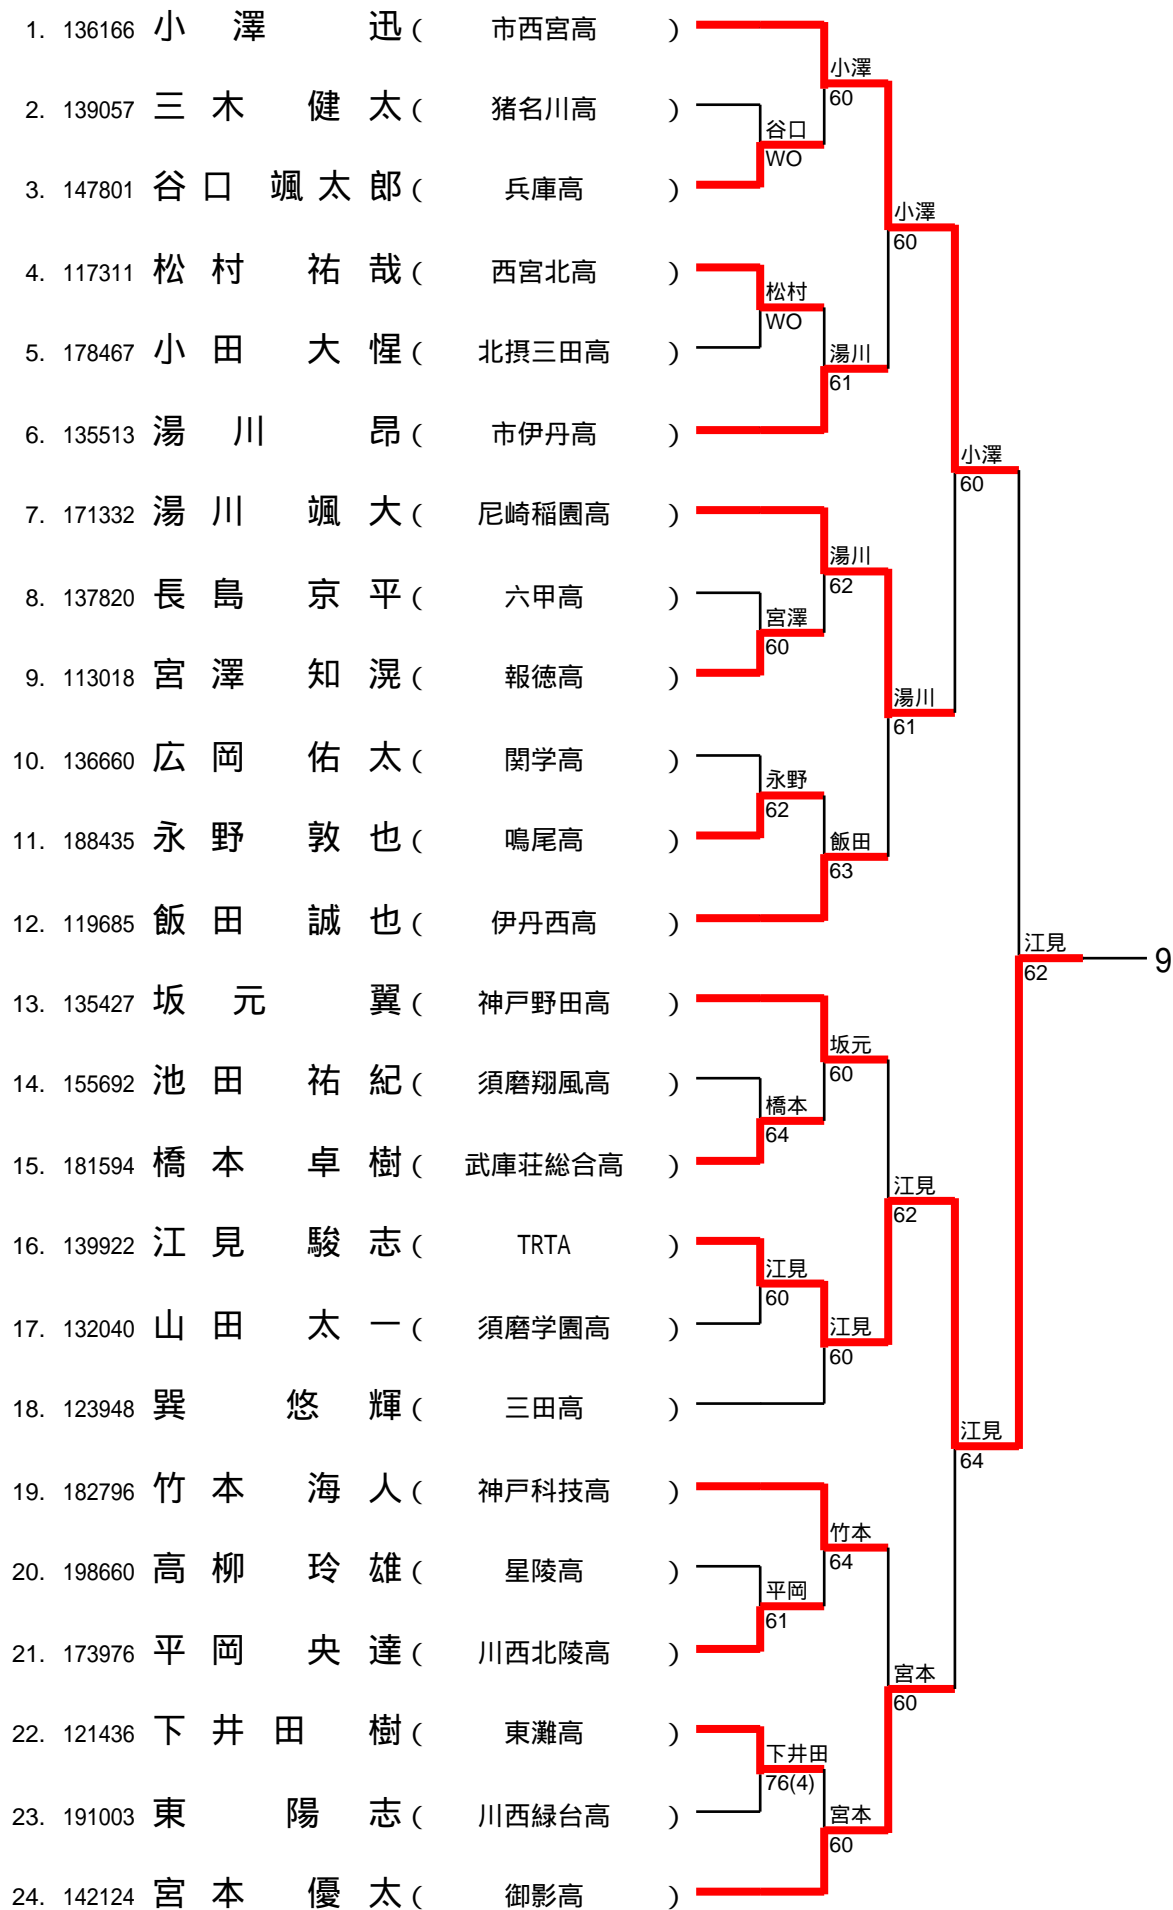 1. 136166 小澤 迅 ( 市西宮高 )
小澤
60
2. 139057 三木 健太 ( 猪名川高 )
谷口
WO
3. 147801 谷口 颯太郎 ( 兵庫高 )
小澤
60
4. 117311 松村 祐哉 ( 西宮北高 )
松村
WO
5. 178467 小田 大惺 ( 北摂三田高 )
湯川
61
6. 135513 湯川 昂 ( 市伊丹高 )
小澤
60
7. 171332 湯川 颯大 ( 尼崎稲園高 )
湯川
62
8. 137820 長島 京平 ( 六甲高 )
宮澤
60
9. 113018 宮澤 知滉 ( 報徳高 )
湯川
61
10. 136660 広岡 佑太 ( 関学高 )
永野
62
11. 188435 永野 敦也 ( 鳴尾高 )
飯田
63
12. 119685 飯田 誠也 ( 伊丹西高 )
江見
62
9
13. 135427 坂元 翼 ( 神戸野田高 )
坂元
60
14. 155692 池田 祐紀 ( 須磨翔風高 )
橋本
64
15. 181594 橋本 卓樹 ( 武庫荘総合高 )
江見
62
16. 139922 江見 駿志 ( TRTA )
江見
60
17. 132040 山田 太一 ( 須磨学園高 )
江見
60
18. 123948 巽 悠輝 ( 三田高 )
江見
64
19. 182796 竹本 海人 ( 神戸科技高 )
竹本
64
20. 198660 高柳 玲雄 ( 星陵高 )
平岡
61
21. 173976 平岡 央達 ( 川西北陵高 )
宮本
60
22. 121436 下井田 樹 ( 東灘高 )
下井田
76(4)
23. 191003 東 陽志 ( 川西緑台高 )
宮本
60
24. 142124 宮本 優太 ( 御影高 )